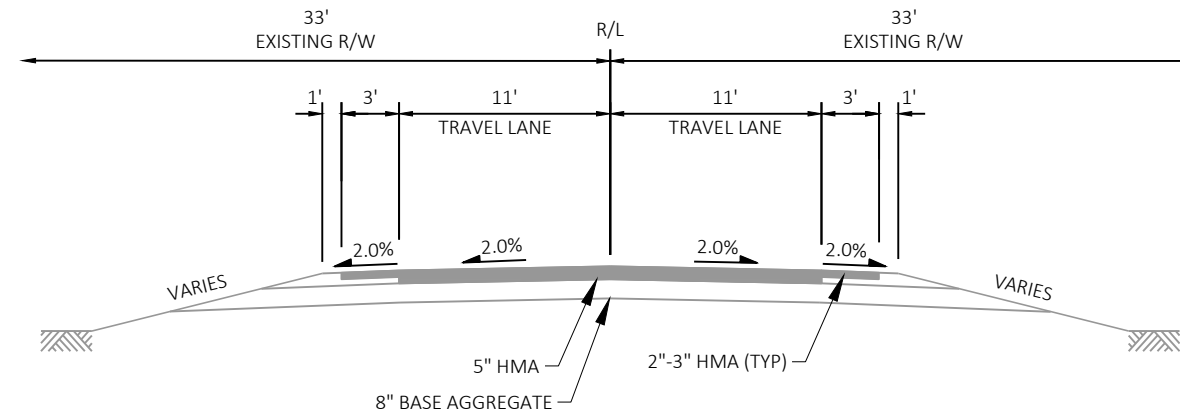 33'
EXISTING R/W
R/L
33'
EXISTING R/W
1'
3'
11'
TRAVEL LANE
11'
TRAVEL LANE
3'
1'
2.0%
2.0%
2.0%
2.0%
VARIES
VARIES
5" HMA
2"-3" HMA (TYP)
8" BASE AGGREGATE